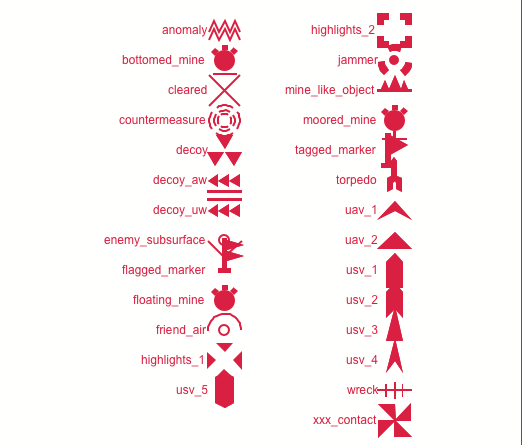 anomaly
bottomed_mine
cleared
countermeasure
decoy
decoy_aw
decoy_uw
enemy_subsurface
flagged_marker
floating_mine
friend_air
highlights_1
usv_5
highlights_2
jammer
mine_like_object
moored_mine
tagged_marker
torpedo
uav_1
uav_2
usv_1
usv_2
usv_3
usv_4
wreck
xxx_contact